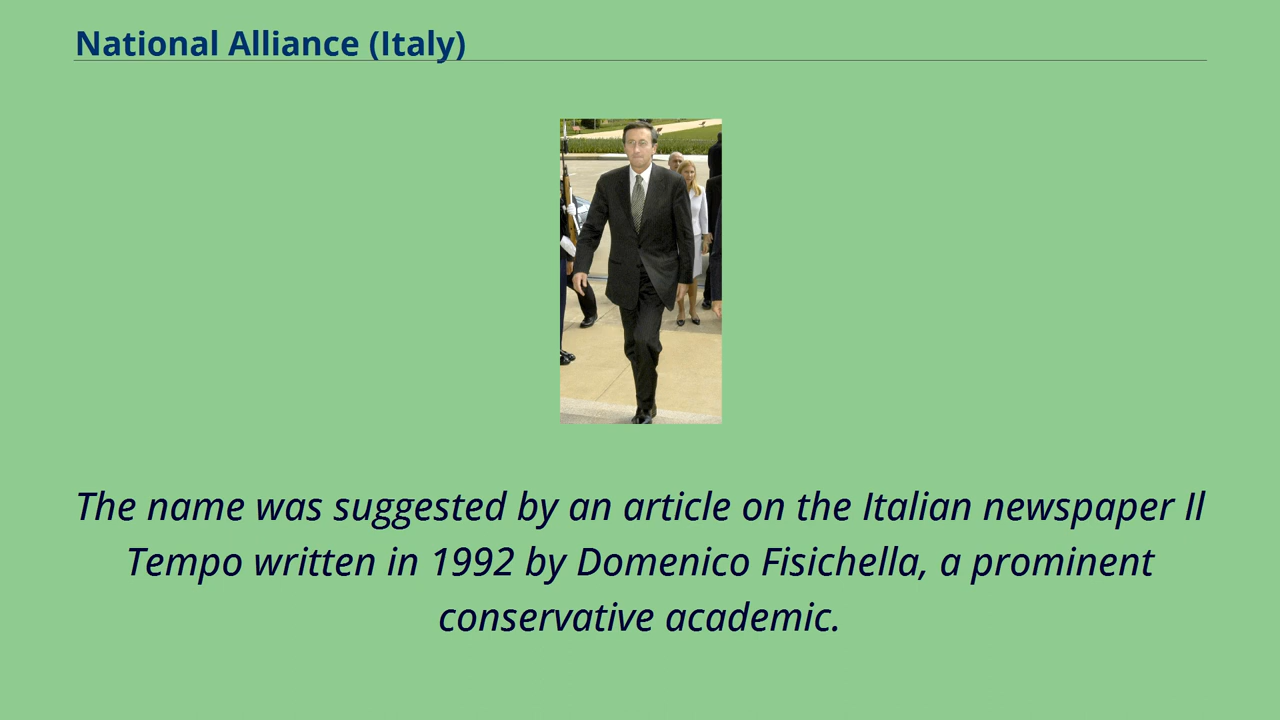 National Alliance (Italy)
The name was suggested by an article on the Italian newspaper Il
Tempo written in 1992 by Domenico Fisichella, a prominent
conservative academic.